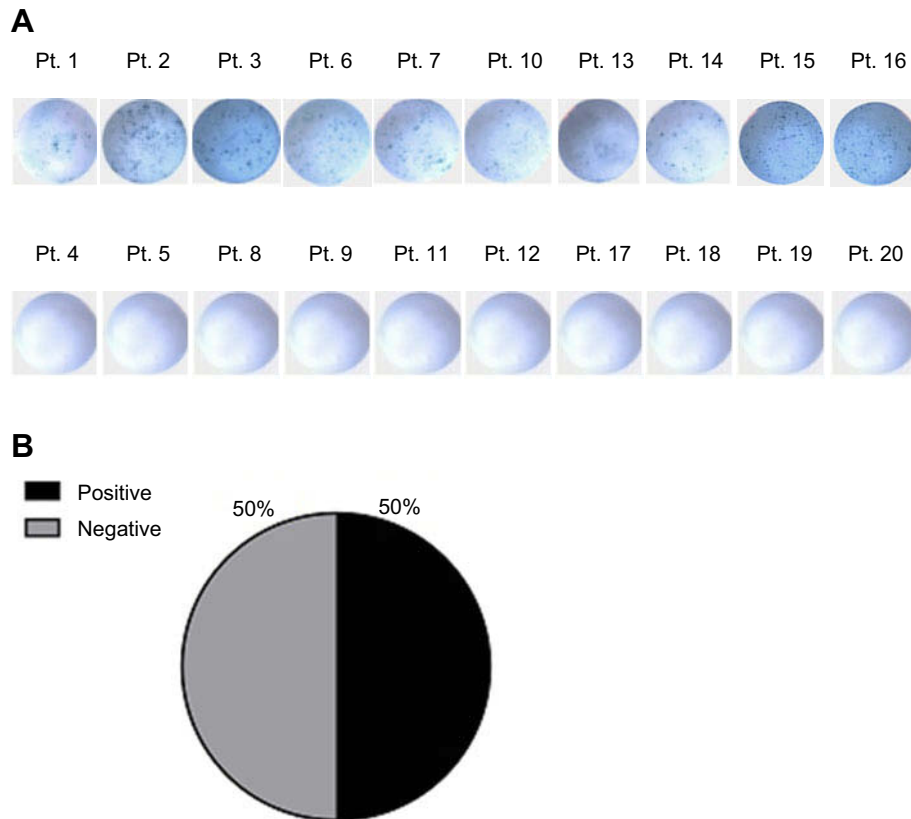 A
Pt. 1 Pt. 2 Pt. 3 Pt. 6 Pt. 7 Pt. 10 Pt. 13 Pt. 14 Pt. 15 Pt. 16
Pt. 4 Pt. 5 Pt. 8 Pt. 9 Pt. 11 Pt. 12 Pt. 17 Pt. 18 Pt. 19 Pt. 20
B
Positive
Negative
50% 50%